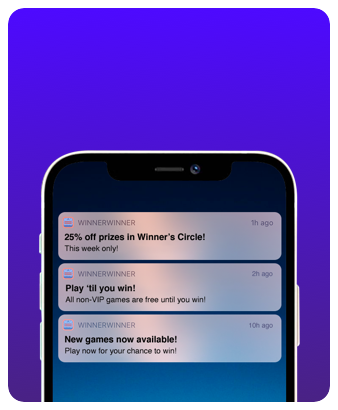 WINNERWINNER 1h ago
25% off prizes in Winner's Circle!
This week only!
WINNERWINNER 2h ago
Play ‘til you win!
All non-VIP games are free until you win!
WINNERWINNER 10h ago
New games now available!
Play now for your chance to win!